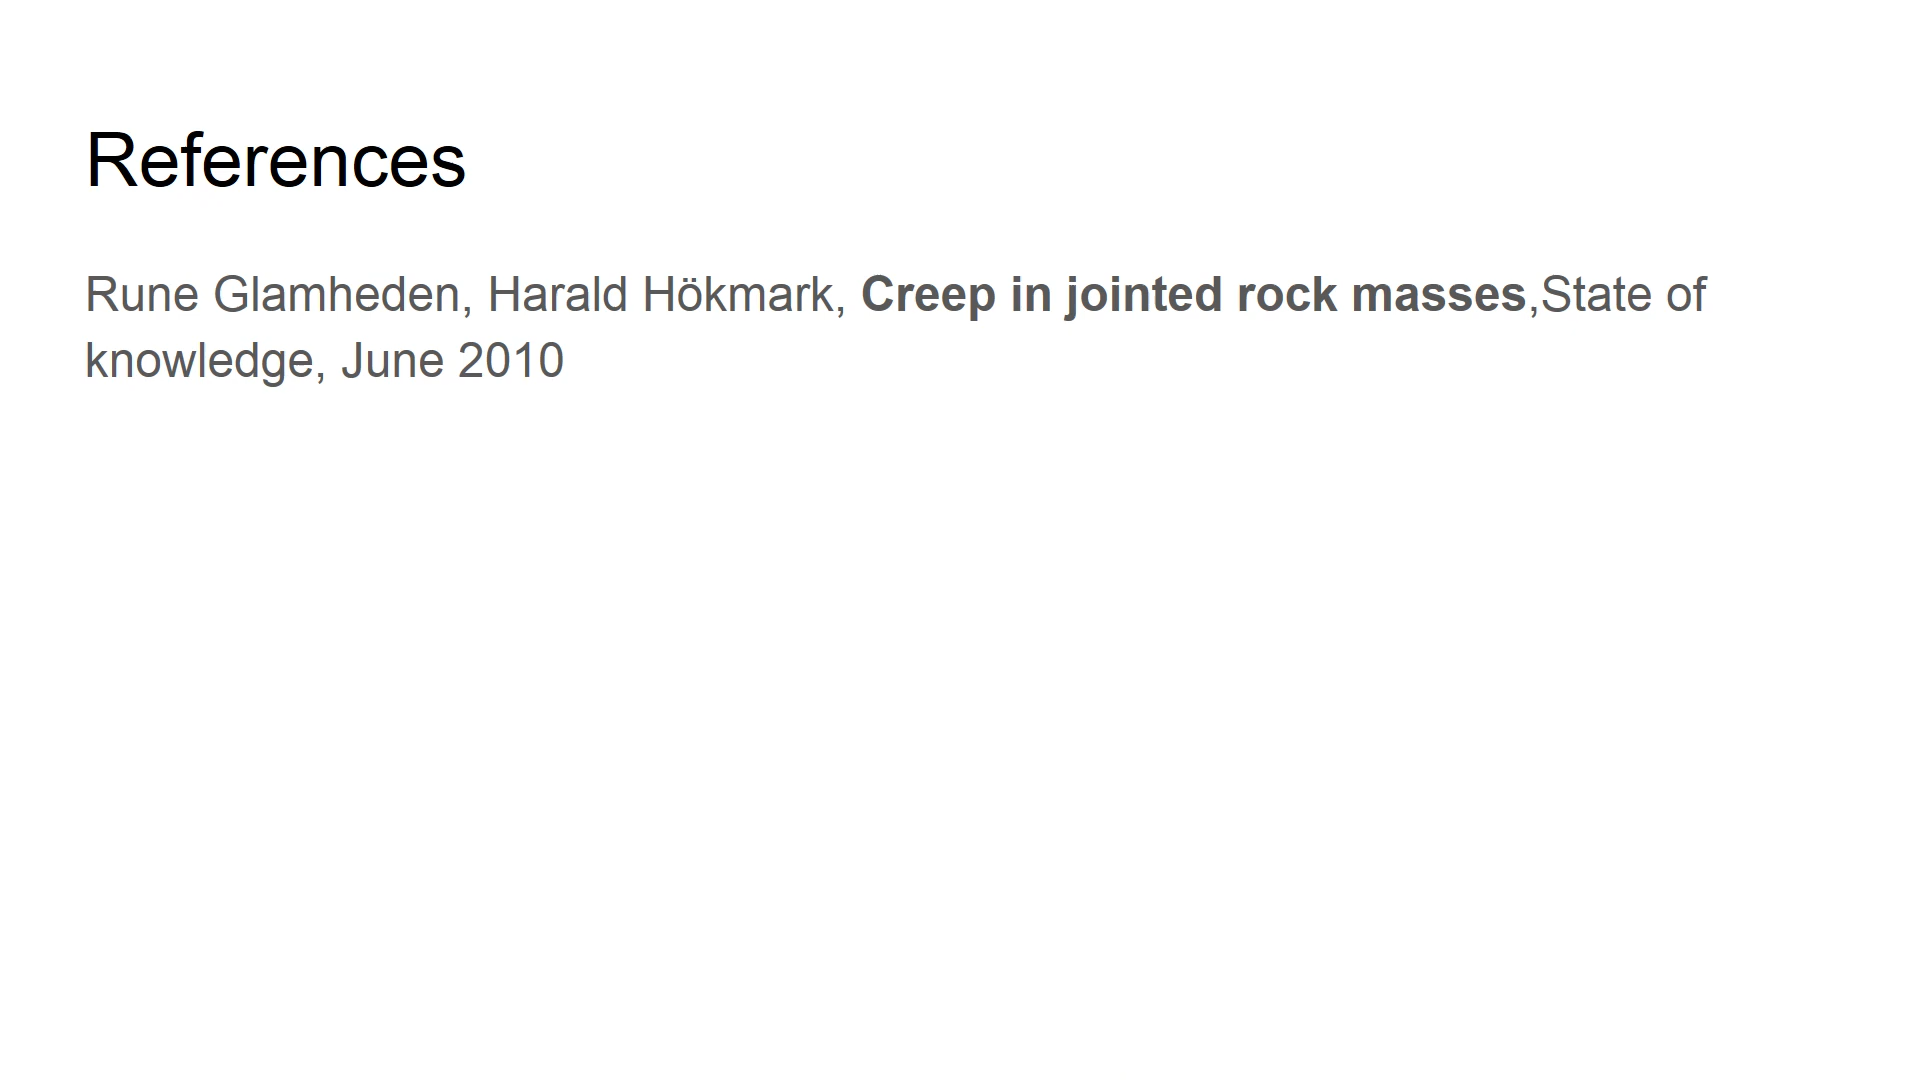 References
Rune Glamheden, Harald Hökmark, Creep in jointed rock masses,State of
knowledge, June 2010